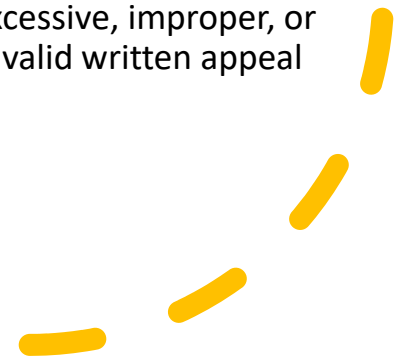 xcessive, improper, or
valid written appeal